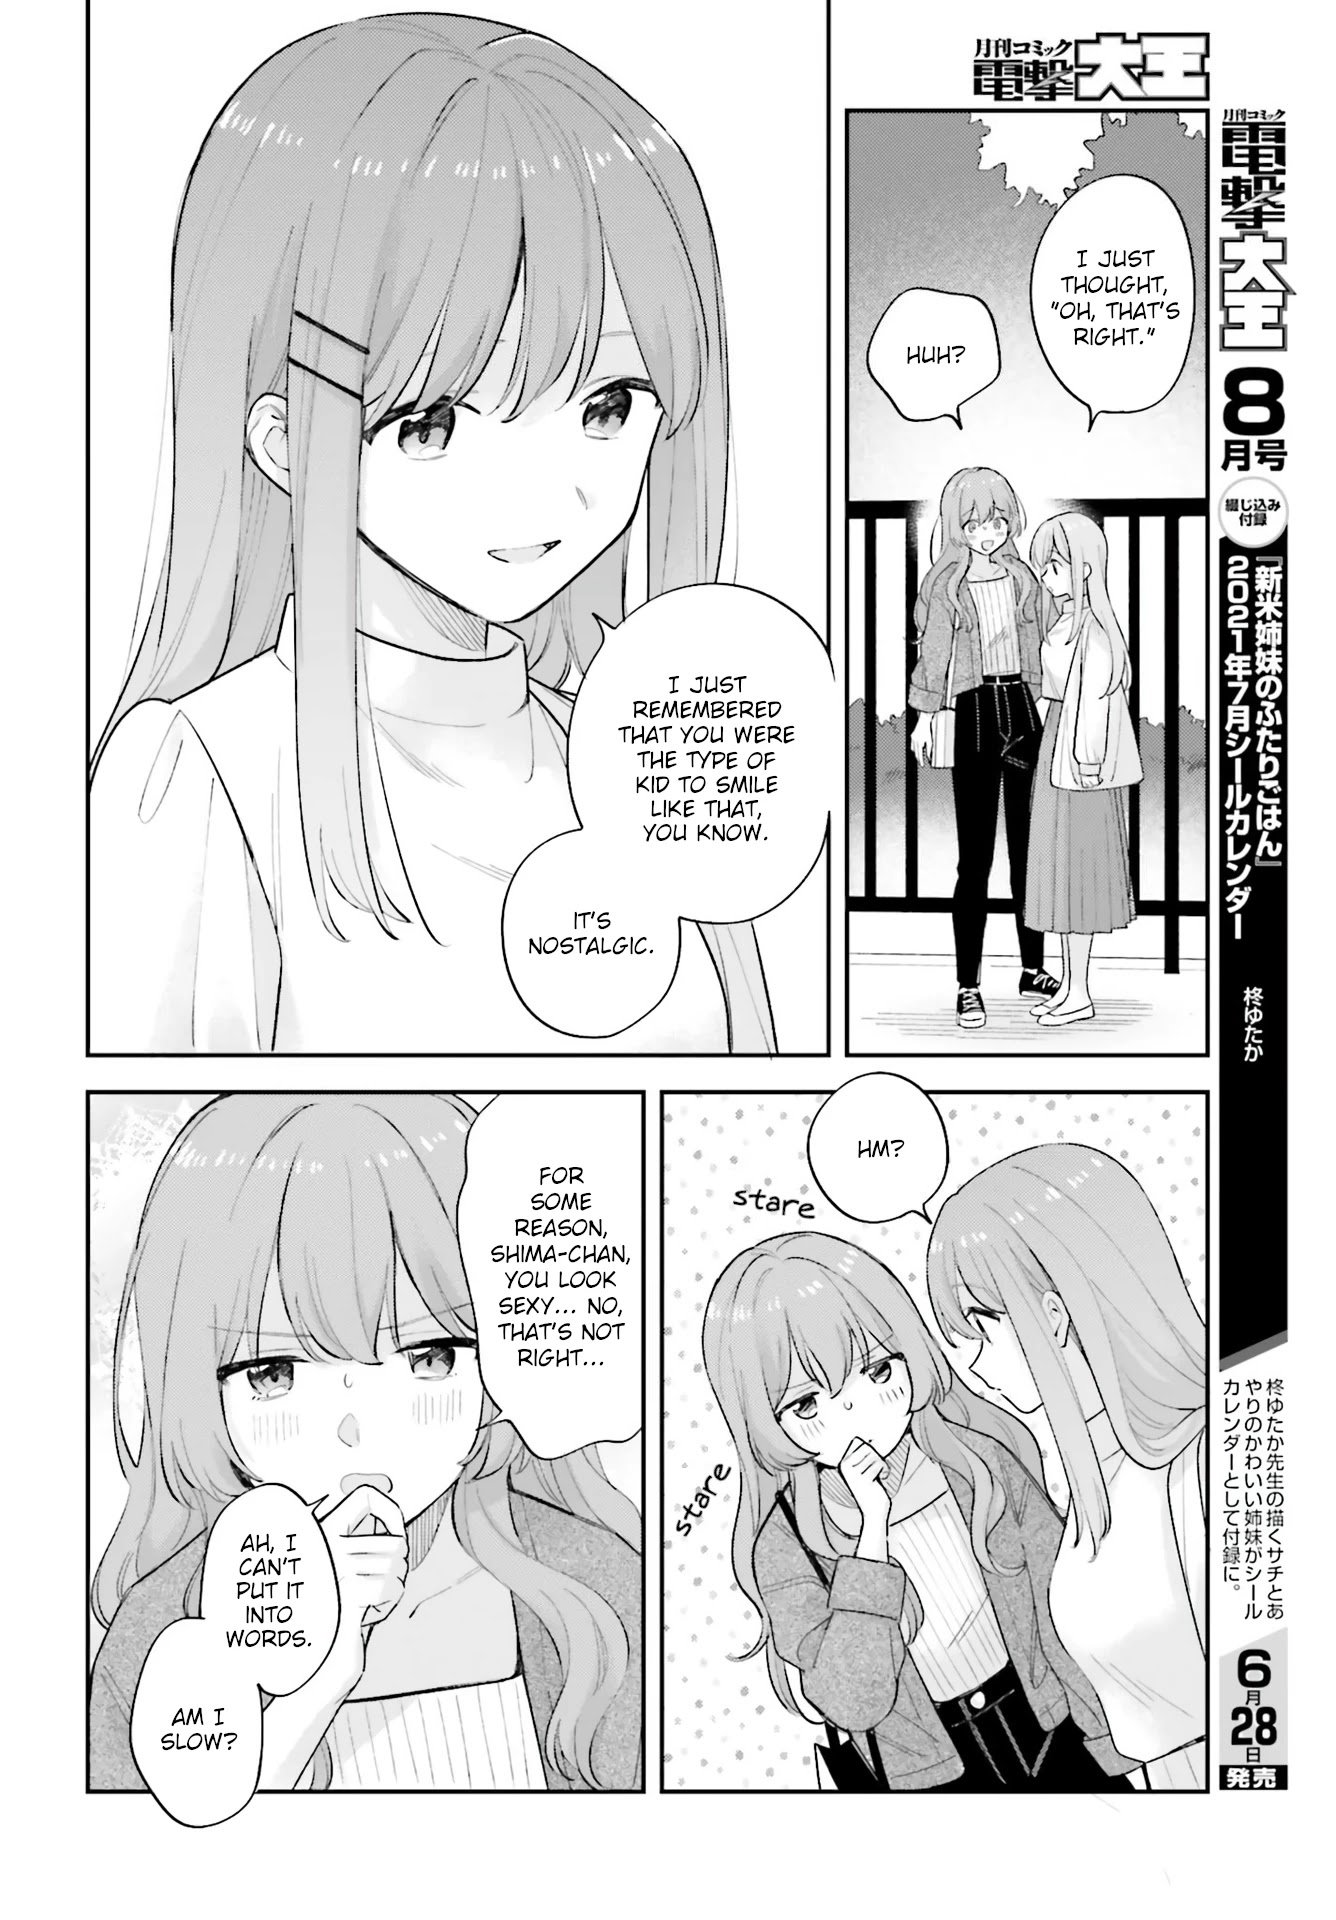 月刊コミック
電撃大王
I JUST
THOUGHT,
"OH, THAT'S
RIGHT."
HUH?
I JUST
REMEMBERED
THAT YOU WERE
THE TYPE OF
KID TO SMILE
LIKE THAT,
YOU KNOW.
IT'S
NOSTALGIC.
HM?
stare
stare
FOR
SOME
REASON,
SHIMA-CHAN,
YOU LOOK
SEXY... NO,
THAT'S NOT
RIGHT...
AH, I
CAN'T
PUT IT
INTO
WORDS.
AM I
SLOW?
月刊コミック
電撃大王
8
月号
綴じ込み
付録
『新米姉妹のふたりごはん』
2021年7月シールカレンダー
柊ゆたか
柊ゆたか先生の描くサチとあ
やりのかわいい姉妹がシール
カレンダーとして付録に。
6月28日
発売